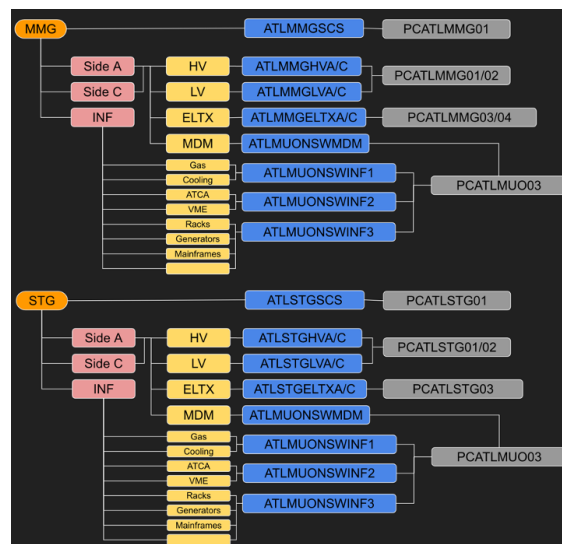 MMG ATLMMGSCS PCATLMMG01
Side A HV ATLMMGHVA/C
PCATLMMG01/02
Side C LV ATLMMGLVA/C
INF ELTX ATLMMGELTXA/C PCATLMMG03/04
MDM ATLMUONSWMDM
Gas
ATLMUONSWINF1
Cooling
PCATLMUO03
ATCA
ATLMUONSWINF2
VME
Racks
ATLMUONSWINF3
Generators
Mainframes
STG ATLSTGSCS PCATLSTG01
Side A HV ATLSTGHVA/C
PCATLSTG01/02
Side C LV ATLSTGLVA/C
INF ELTX ATLSTGELTXA/C PCATLSTG03
MDM ATLMUONSWMDM
Gas
ATLMUONSWINF1
Cooling
PCATLMUO03
ATCA
ATLMUONSWINF2
VME
Racks
ATLMUONSWINF3
Generators
Mainframes